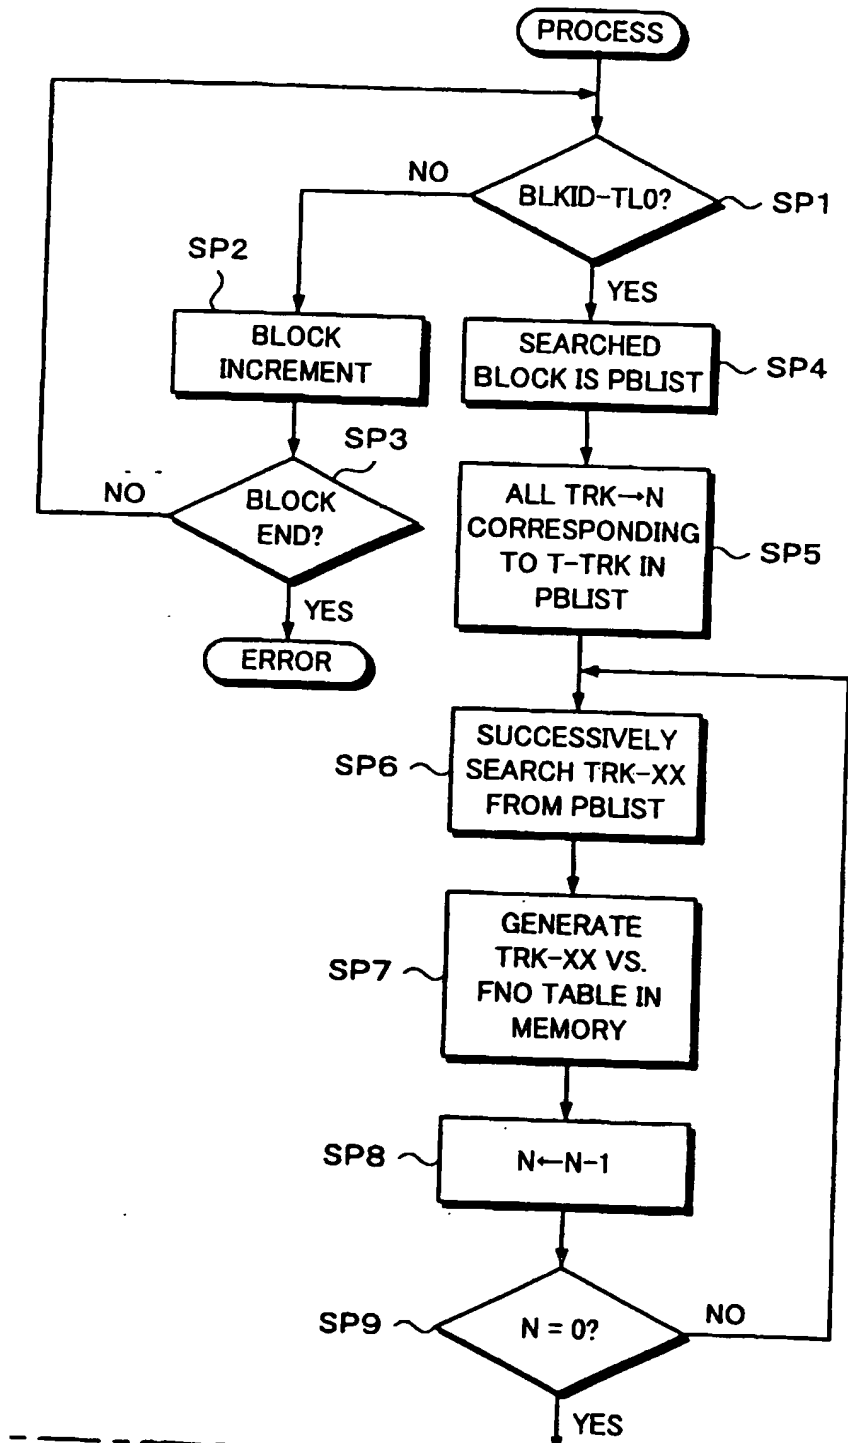 PROCESS
NO
BLKID-TL0?
SP1
SP2
YES
BLOCK
INCREMENT
SEARCHED
BLOCK IS PBLIST
SP4
SP3
NO
BLOCK
END?
ALL TRK→N
CORRESPONDING
TO T-TRK IN
PBLIST
SP5
YES
ERROR
SP6
SUCCESSIVELY
SEARCH TRK-XX
FROM PBLIST
SP7
GENERATE
TRK-XX VS.
FNO TABLE IN
MEMORY
SP8
N←N-1
SP9
N = 0?
NO
YES